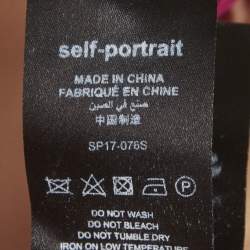 self-portrait
MADE IN CHINA
FABRIQUÉ EN CHINE
صنع في الصين
中国制造
SP17-076S
DO NOT WASH
DO NOT BLEACH
DO NOT TUMBLE DRY
IRON ON LOW TEMPERATURE